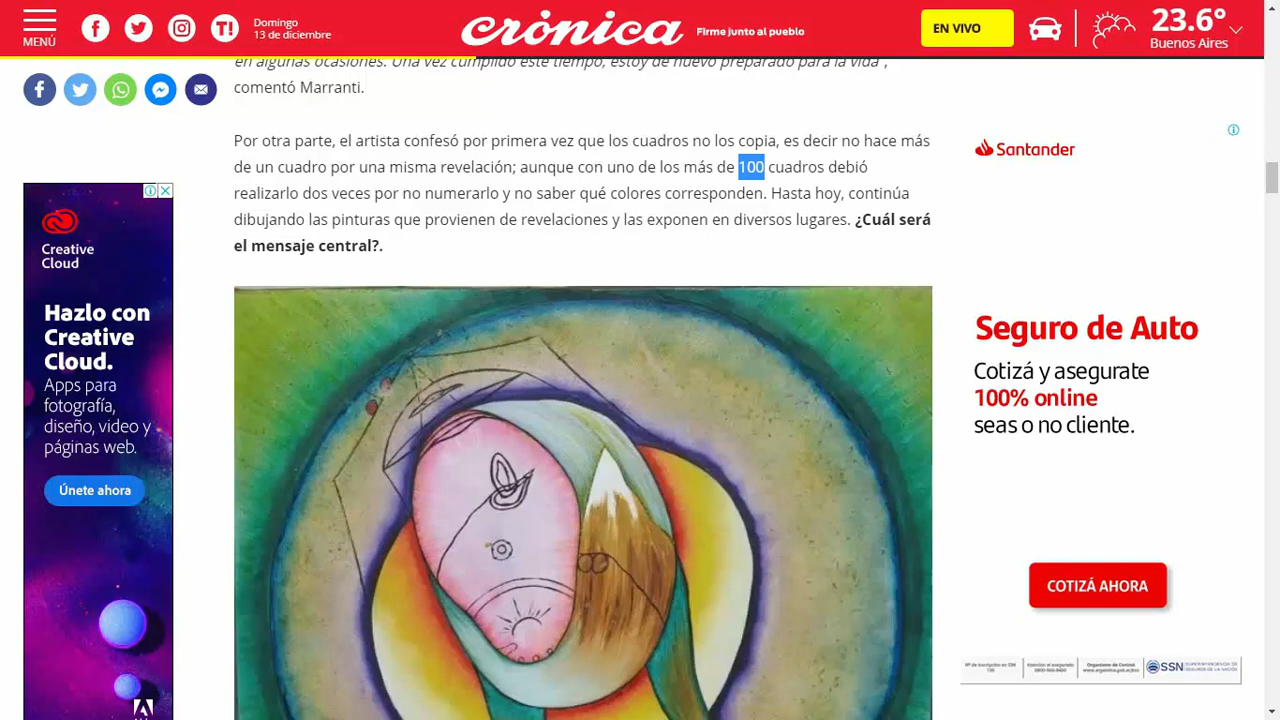 MENÚ
f
T!
Domingo
13 de diciembre
crònica
Firme junto al pueblo
EN VIVO
23.6°
Buenos Aires
en algunas ocasiones. Una vez cumplido este tiempo, estoy de nuevo preparado para la vida",
comentó Marranti.
Por otra parte, el artista confesó por primera vez que los cuadros no los copia, es decir no hace más
de un cuadro por una misma revelación; aunque con uno de los más de 100 cuadros debió
realizarlo dos veces por no numerarlo y no saber qué colores corresponden. Hasta hoy, continúa
dibujando las pinturas que provienen de revelaciones y las exponen en diversos lugares. ¿Cuál será
el mensaje central?.
Creative
Cloud
Hazlo con
Creative
Cloud.
Apps para
fotografía,
diseño, video y
páginas web.
Únete ahora
Santander
Seguro de Auto
Cotizá y asegurate
100% online
seas o no cliente.
COTIZÁ AHORA
SSN